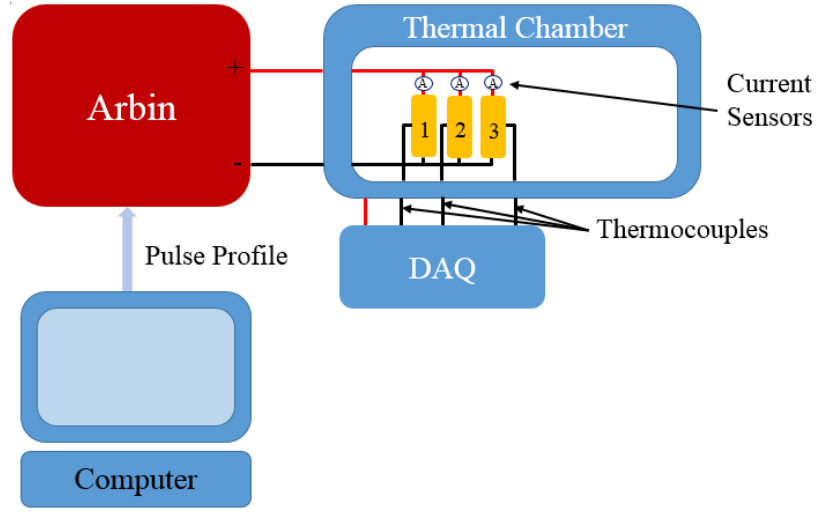 Thermal Chamber
+
Arbin
-
A
A
A
1
2
3
Current
Sensors
Thermocouples
Pulse Profile
DAQ
Computer